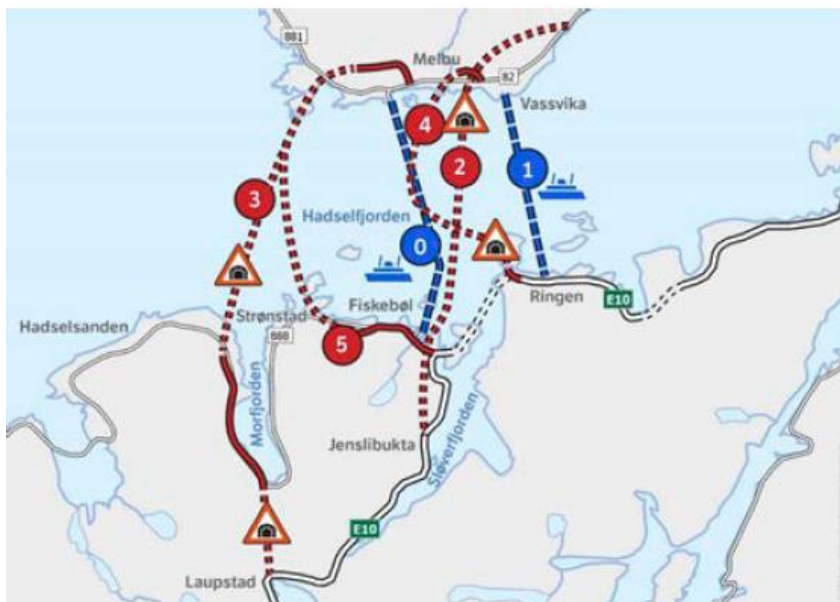 881
Melbu
82
Vassvika
4
2
1
3
Hadselfjorden
0
Fiskebøl
Ringen
E10
Strønstad
Hadselsanden
888
5
Morfjorden
Jenslibukta
Sløverfjorden
E10
Laupstad